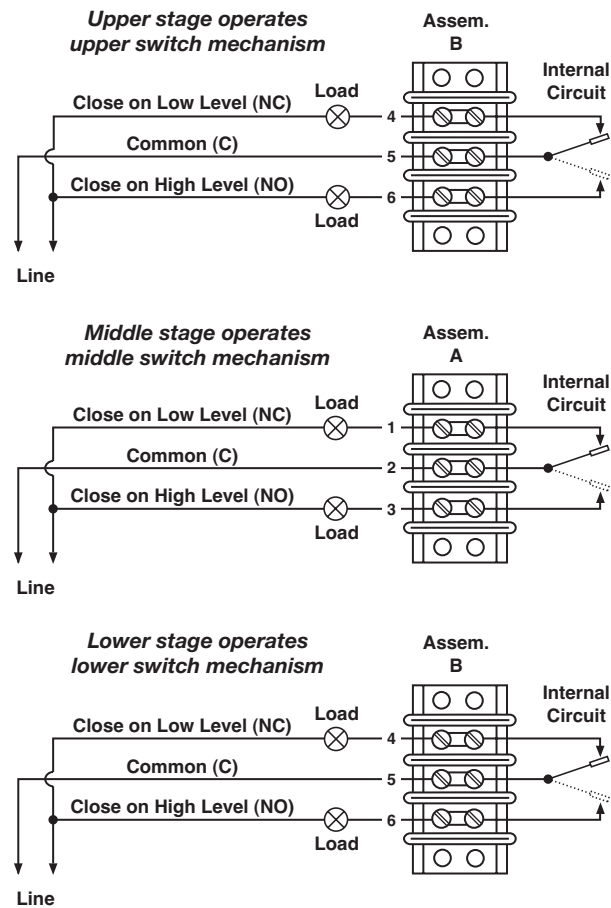 Upper stage operates
upper switch mechanism
Assem.
B
Internal
Circuit
Close on Low Level (NC)
Load
4
Common (C)
5
Close on High Level (NO)
6
Load
Line
Middle stage operates
middle switch mechanism
Assem.
A
Internal
Circuit
Close on Low Level (NC)
Load
1
Common (C)
2
Close on High Level (NO)
3
Load
Line
Lower stage operates
lower switch mechanism
Assem.
B
Internal
Circuit
Close on Low Level (NC)
Load
4
Common (C)
5
Close on High Level (NO)
6
Load
Line